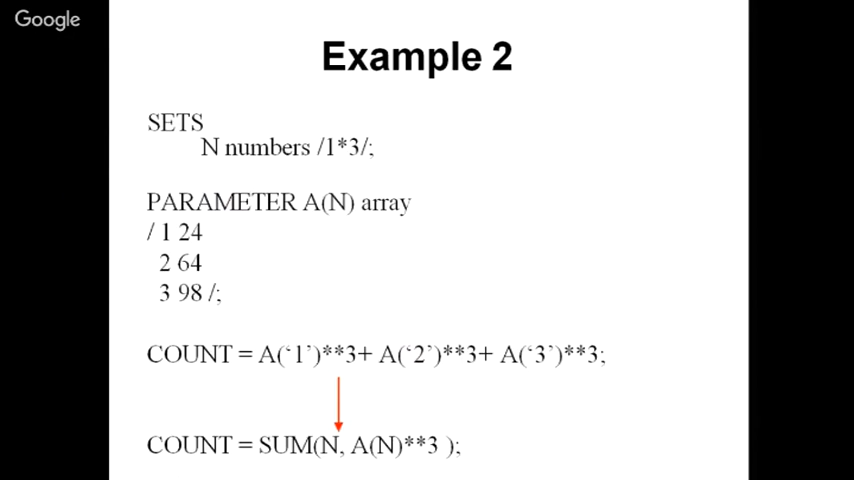 Google
Example 2
SETS
N numbers /1*3/;
PARAMETER A(N) array
/ 1 24
2 64
3 98 /;
COUNT = A(‘1’)**3+ A(‘2’)**3+ A(‘3’)**3;
COUNT = SUM(N, A(N)**3 );